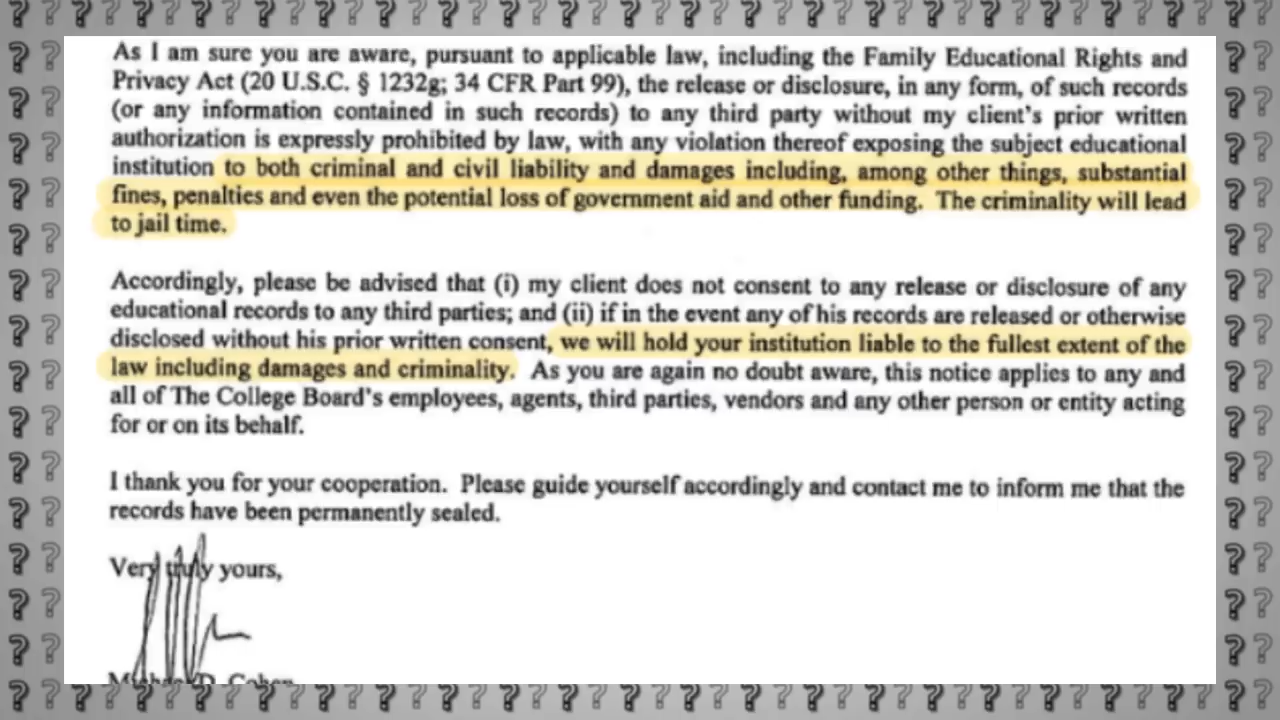 As I am sure you are aware, pursuant to applicable law, including the Family Educational Rights and
Privacy Act (20 U.S.C. § 1232g; 34 CFR Part 99), the release or disclosure, in any form, of such records
(or any information contained in such records) to any third party without my client's prior written
authorization is expressly prohibited by law, with any violation thereof exposing the subject educational
institution to both criminal and civil liability and damages including, among other things, substantial
fines, penalties and even the potential loss of government aid and other funding. The criminality will lead
to jail time.
Accordingly, please be advised that (i) my client does not consent to any release or disclosure of any
educational records to any third parties; and (ii) if in the event any of his records are released or otherwise
disclosed without his prior written consent, we will hold your institution liable to the fullest extent of the
law including damages and criminality. As you are again no doubt aware, this notice applies to any and
all of The College Board's employees, agents, third parties, vendors and any other person or entity acting
for or on its behalf.
I thank you for your cooperation. Please guide yourself accordingly and contact me to inform me that the
records have been permanently sealed.
Very truly yours,
Michael D. Cohen